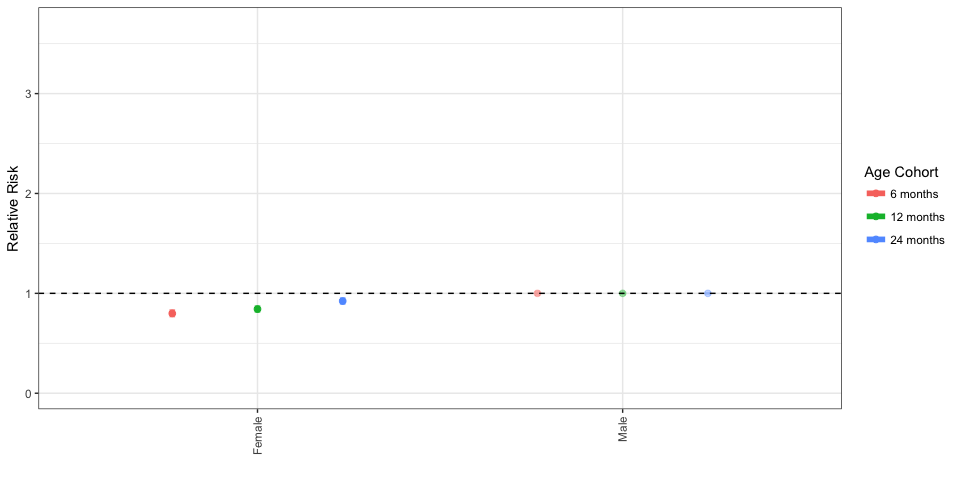 Relative Risk
3
2
1
0
Female
Male
Age Cohort
6 months
12 months
24 months